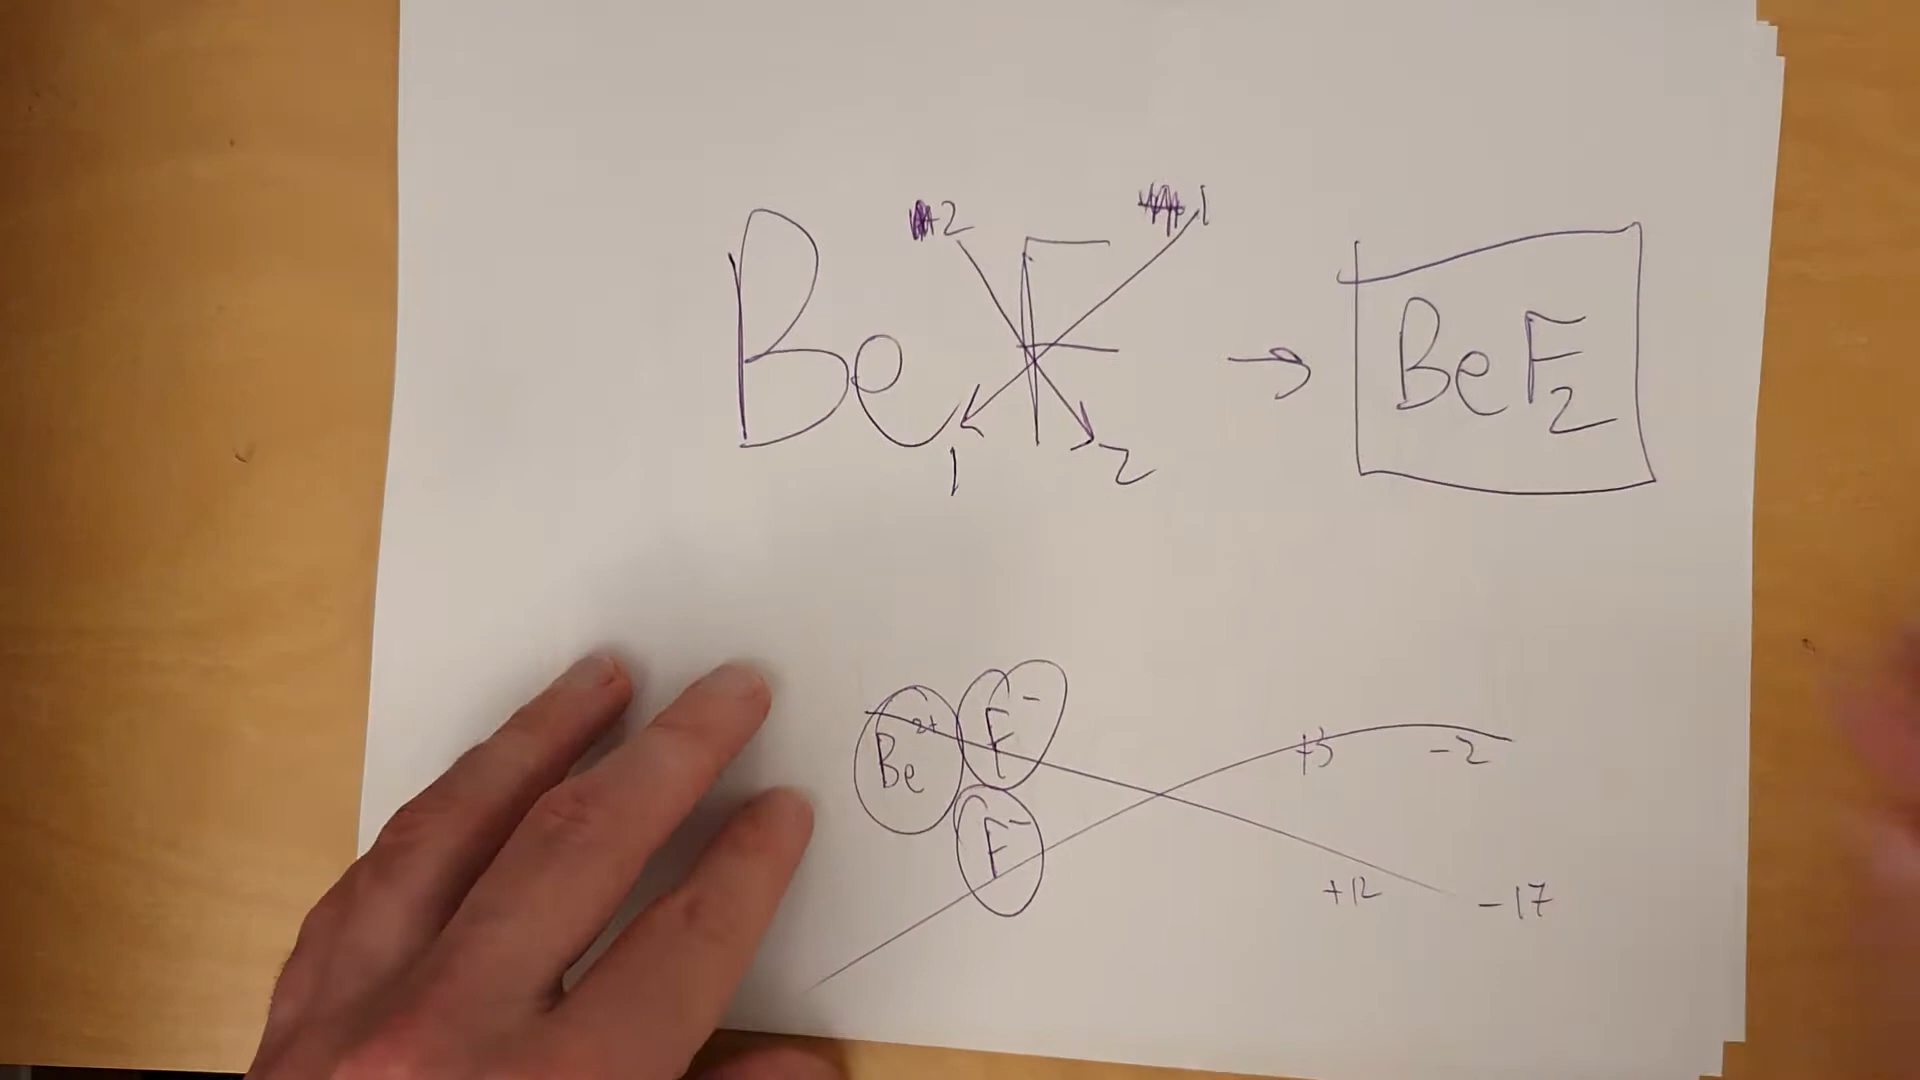 2 1
Be F → BeF₂
1 2
Be²⁺ F⁻ +3 -2
F⁻ +12 -17